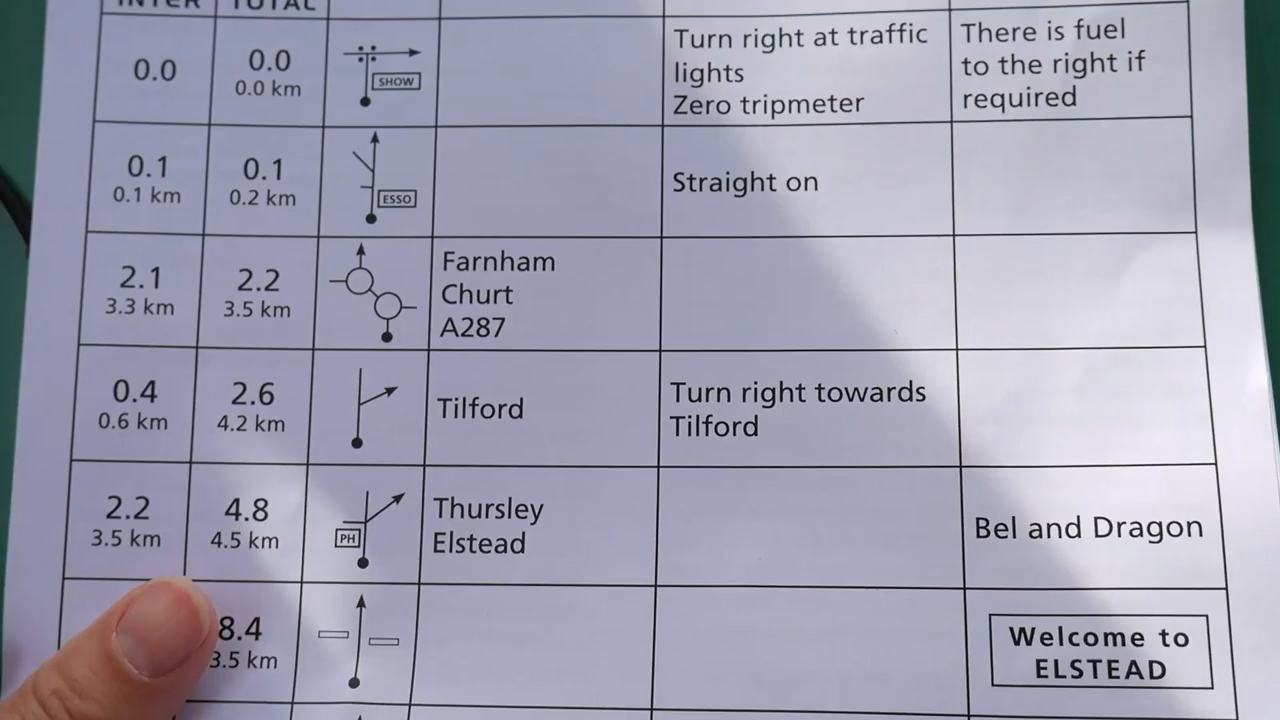 INTER TOTAL
0.0
0.0
0.0 km
SHOW
Turn right at traffic
lights
Zero tripmeter
There is fuel
to the right if
required
0.1
0.1 km
0.1
0.2 km
ESSO
Straight on
2.1
3.3 km
2.2
3.5 km
Farnham
Churt
A287
0.4
0.6 km
2.6
4.2 km
Tilford
Turn right towards
Tilford
2.2
3.5 km
4.8
4.5 km
PH
Thursley
Elstead
Bel and Dragon
8.4
3.5 km
Welcome to
ELSTEAD